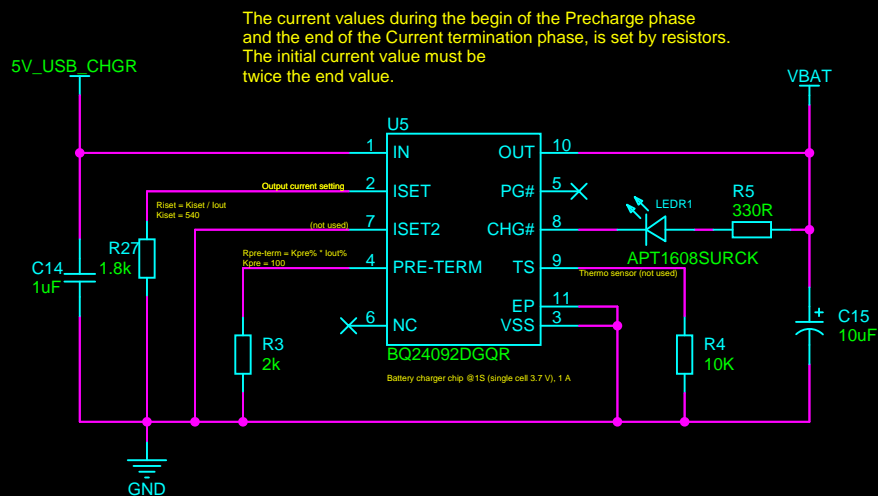 The current values during the begin of the Precharge phase
and the end of the Current termination phase, is set by resistors.
The initial current value must be
twice the end value.
5V_USB_CHGR
VBAT
U5
1
IN
OUT
10
Output current setting
2
ISET
PG#
5
Riset = Kiset / Iout
Kiset = 540
(not used)
7
ISET2
CHG#
8
LEDR1
R5
330R
APT1608SURCK
R27
1.8k
Rpre-term = Kpre% * Iout%
Kpre = 100
4
PRE-TERM
TS
9
Thermo sensor (not used)
C14
1uF
EP
11
6
NC
VSS
3
C15
10uF
R3
2k
BQ24092DGQR
R4
10K
Battery charger chip @1S (single cell 3.7 V), 1 A
GND